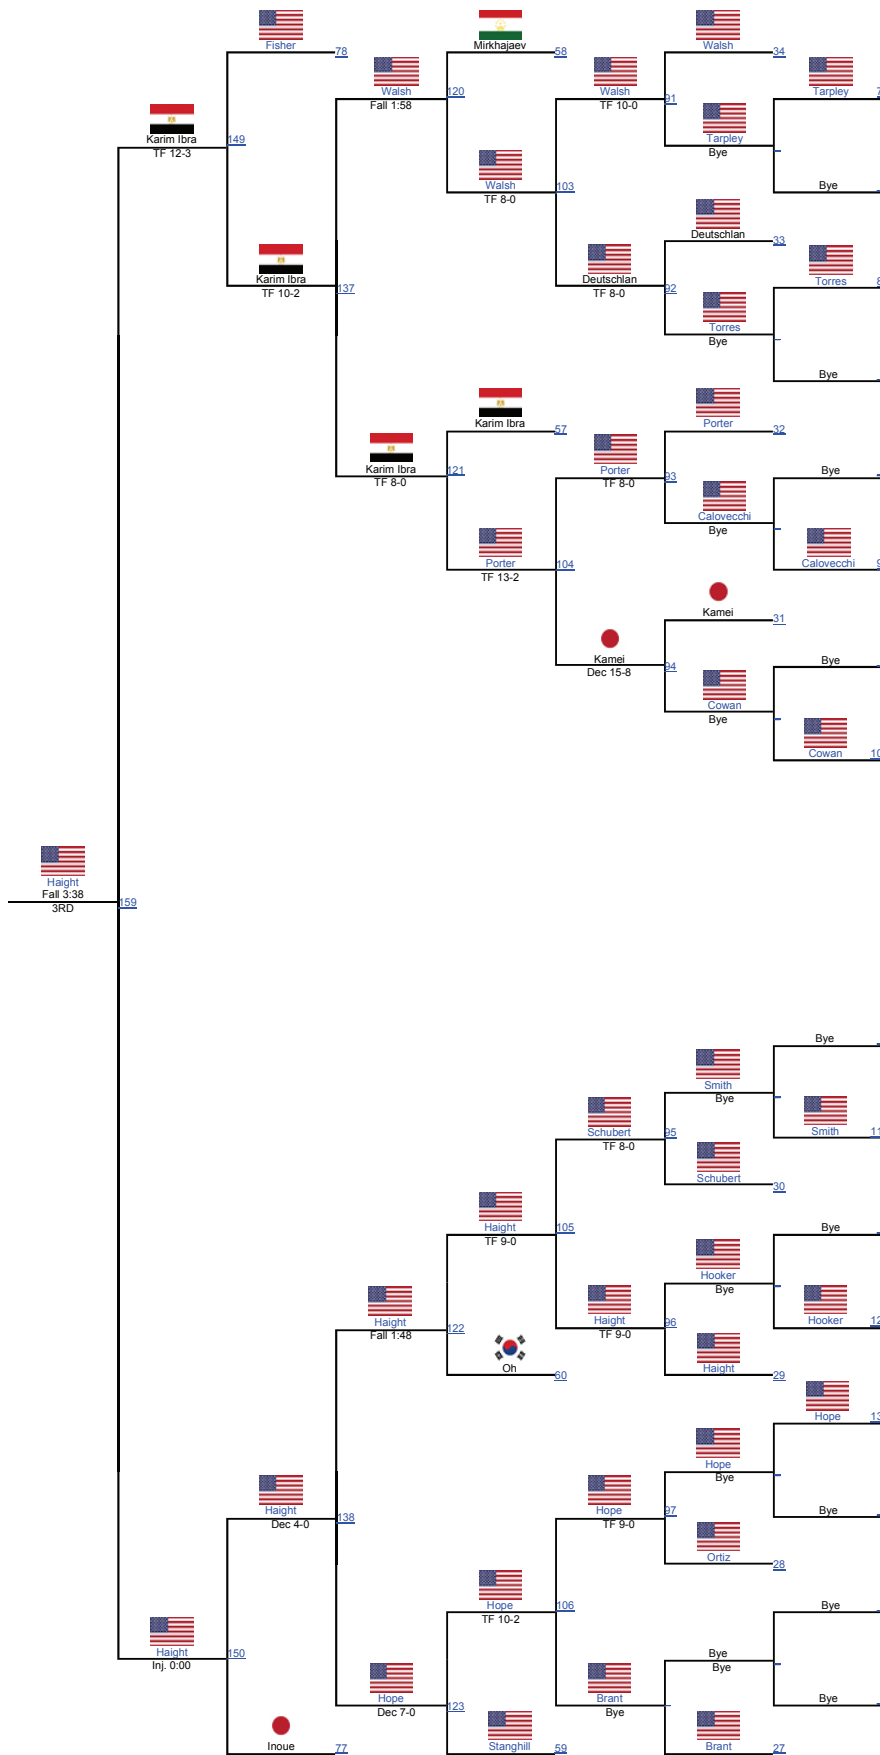 Fisher
78
Mirkhajaev
58
Walsh
34
Walsh
Fall 1:58
120
Walsh
TF 10-0
91
Tarpley
7
Karim Ibra
TF 12-3
149
Tarpley
Bye
Walsh
TF 8-0
103
Bye
Deutschlan
33
Karim Ibra
TF 10-2
137
Deutschlan
TF 8-0
92
Torres
8
Torres
Bye
Bye
Karim Ibra
57
Porter
32
Karim Ibra
TF 8-0
121
Porter
TF 8-0
93
Bye
Calovecchi
Bye
Porter
TF 13-2
104
Calovecchi
9
Kamei
31
Kamei
Dec 15-8
94
Bye
Cowan
Bye
Cowan
10
Haight
Fall 3:38
3RD
159
Bye
Smith
Bye
Schubert
TF 8-0
95
Smith
11
Schubert
30
Haight
TF 9-0
105
Bye
Hooker
Bye
Haight
Fall 1:48
122
Haight
TF 9-0
96
Hooker
12
Oh
60
Haight
29
Hope
13
Hope
Bye
Haight
Dec 4-0
138
Hope
TF 9-0
97
Bye
Ortiz
28
Hope
TF 10-2
106
Bye
Haight
Inj. 0:00
150
Bye
Bye
Hope
Dec 7-0
123
Brant
Bye
Bye
Inoue
77
Stanghill
59
Brant
27